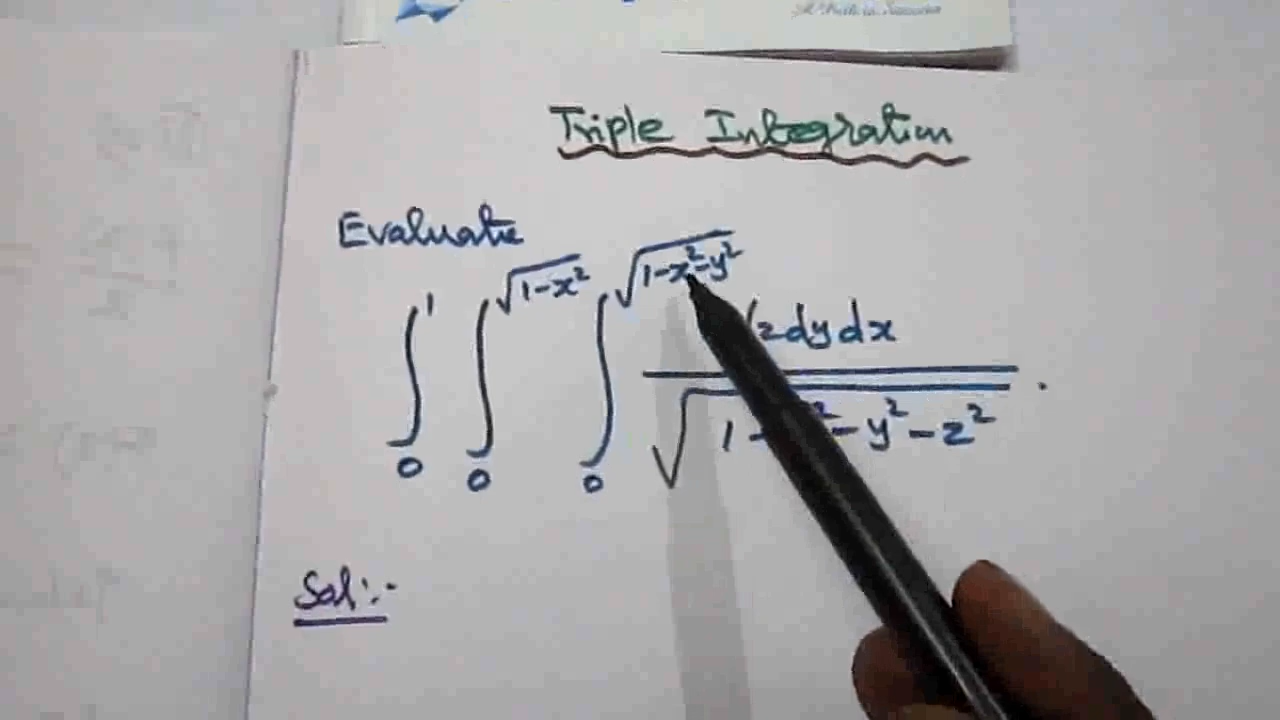 Triple Integration
Evaluate
∫₀¹ ∫₀^√(1-x²) ∫₀^√(1-x²-y²) dz dy dx / √(1-x²-y²-z²) .
Sol:-